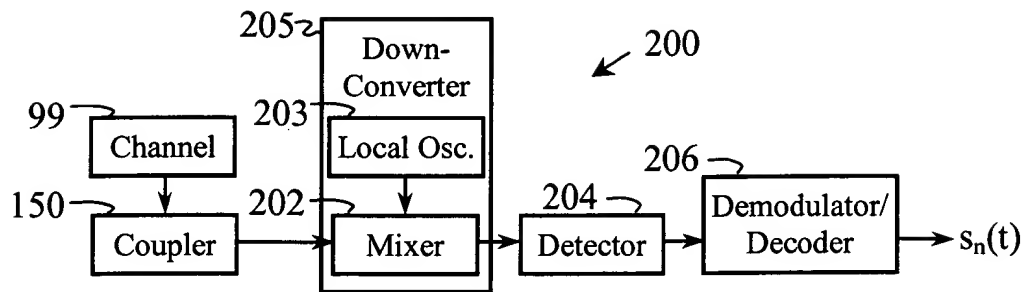 205
Down-
Converter
200
99
203
Channel
Local Osc.
206
150
202
204
Demodulator/
Decoder
Coupler
Mixer
Detector
sn(t)